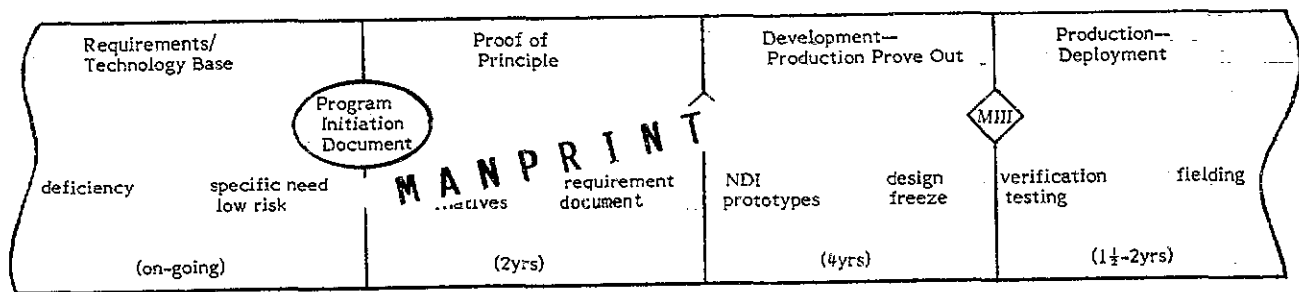 Requirements/
Technology Base
Proof of
Principle
Development—
Production Prove Out
Production—
Deployment
Program
Initiation
Document
MIII
MANPRINT
deficiency
specific need
low risk
requirement
document
NDI
prototypes
design
freeze
verification
testing
fielding
(on-going)
(2yrs)
(4yrs)
(1½-2yrs)